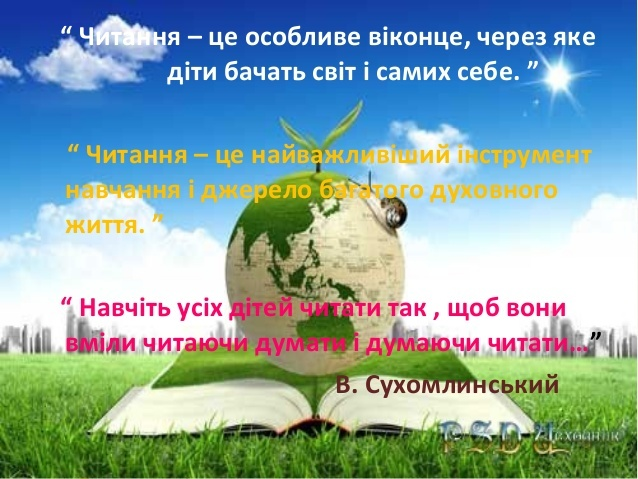 “ Читання – це особливе віконце, через яке
діти бачать світ і самих себе. ”
“ Читання – це найважливіший інструмент
навчання і джерело багатого духовного
життя. ”
“ Навчіть усіх дітей читати так , щоб вони
вміли читаючи думати і думаючи читати…”
В. Сухомлинський
PSD